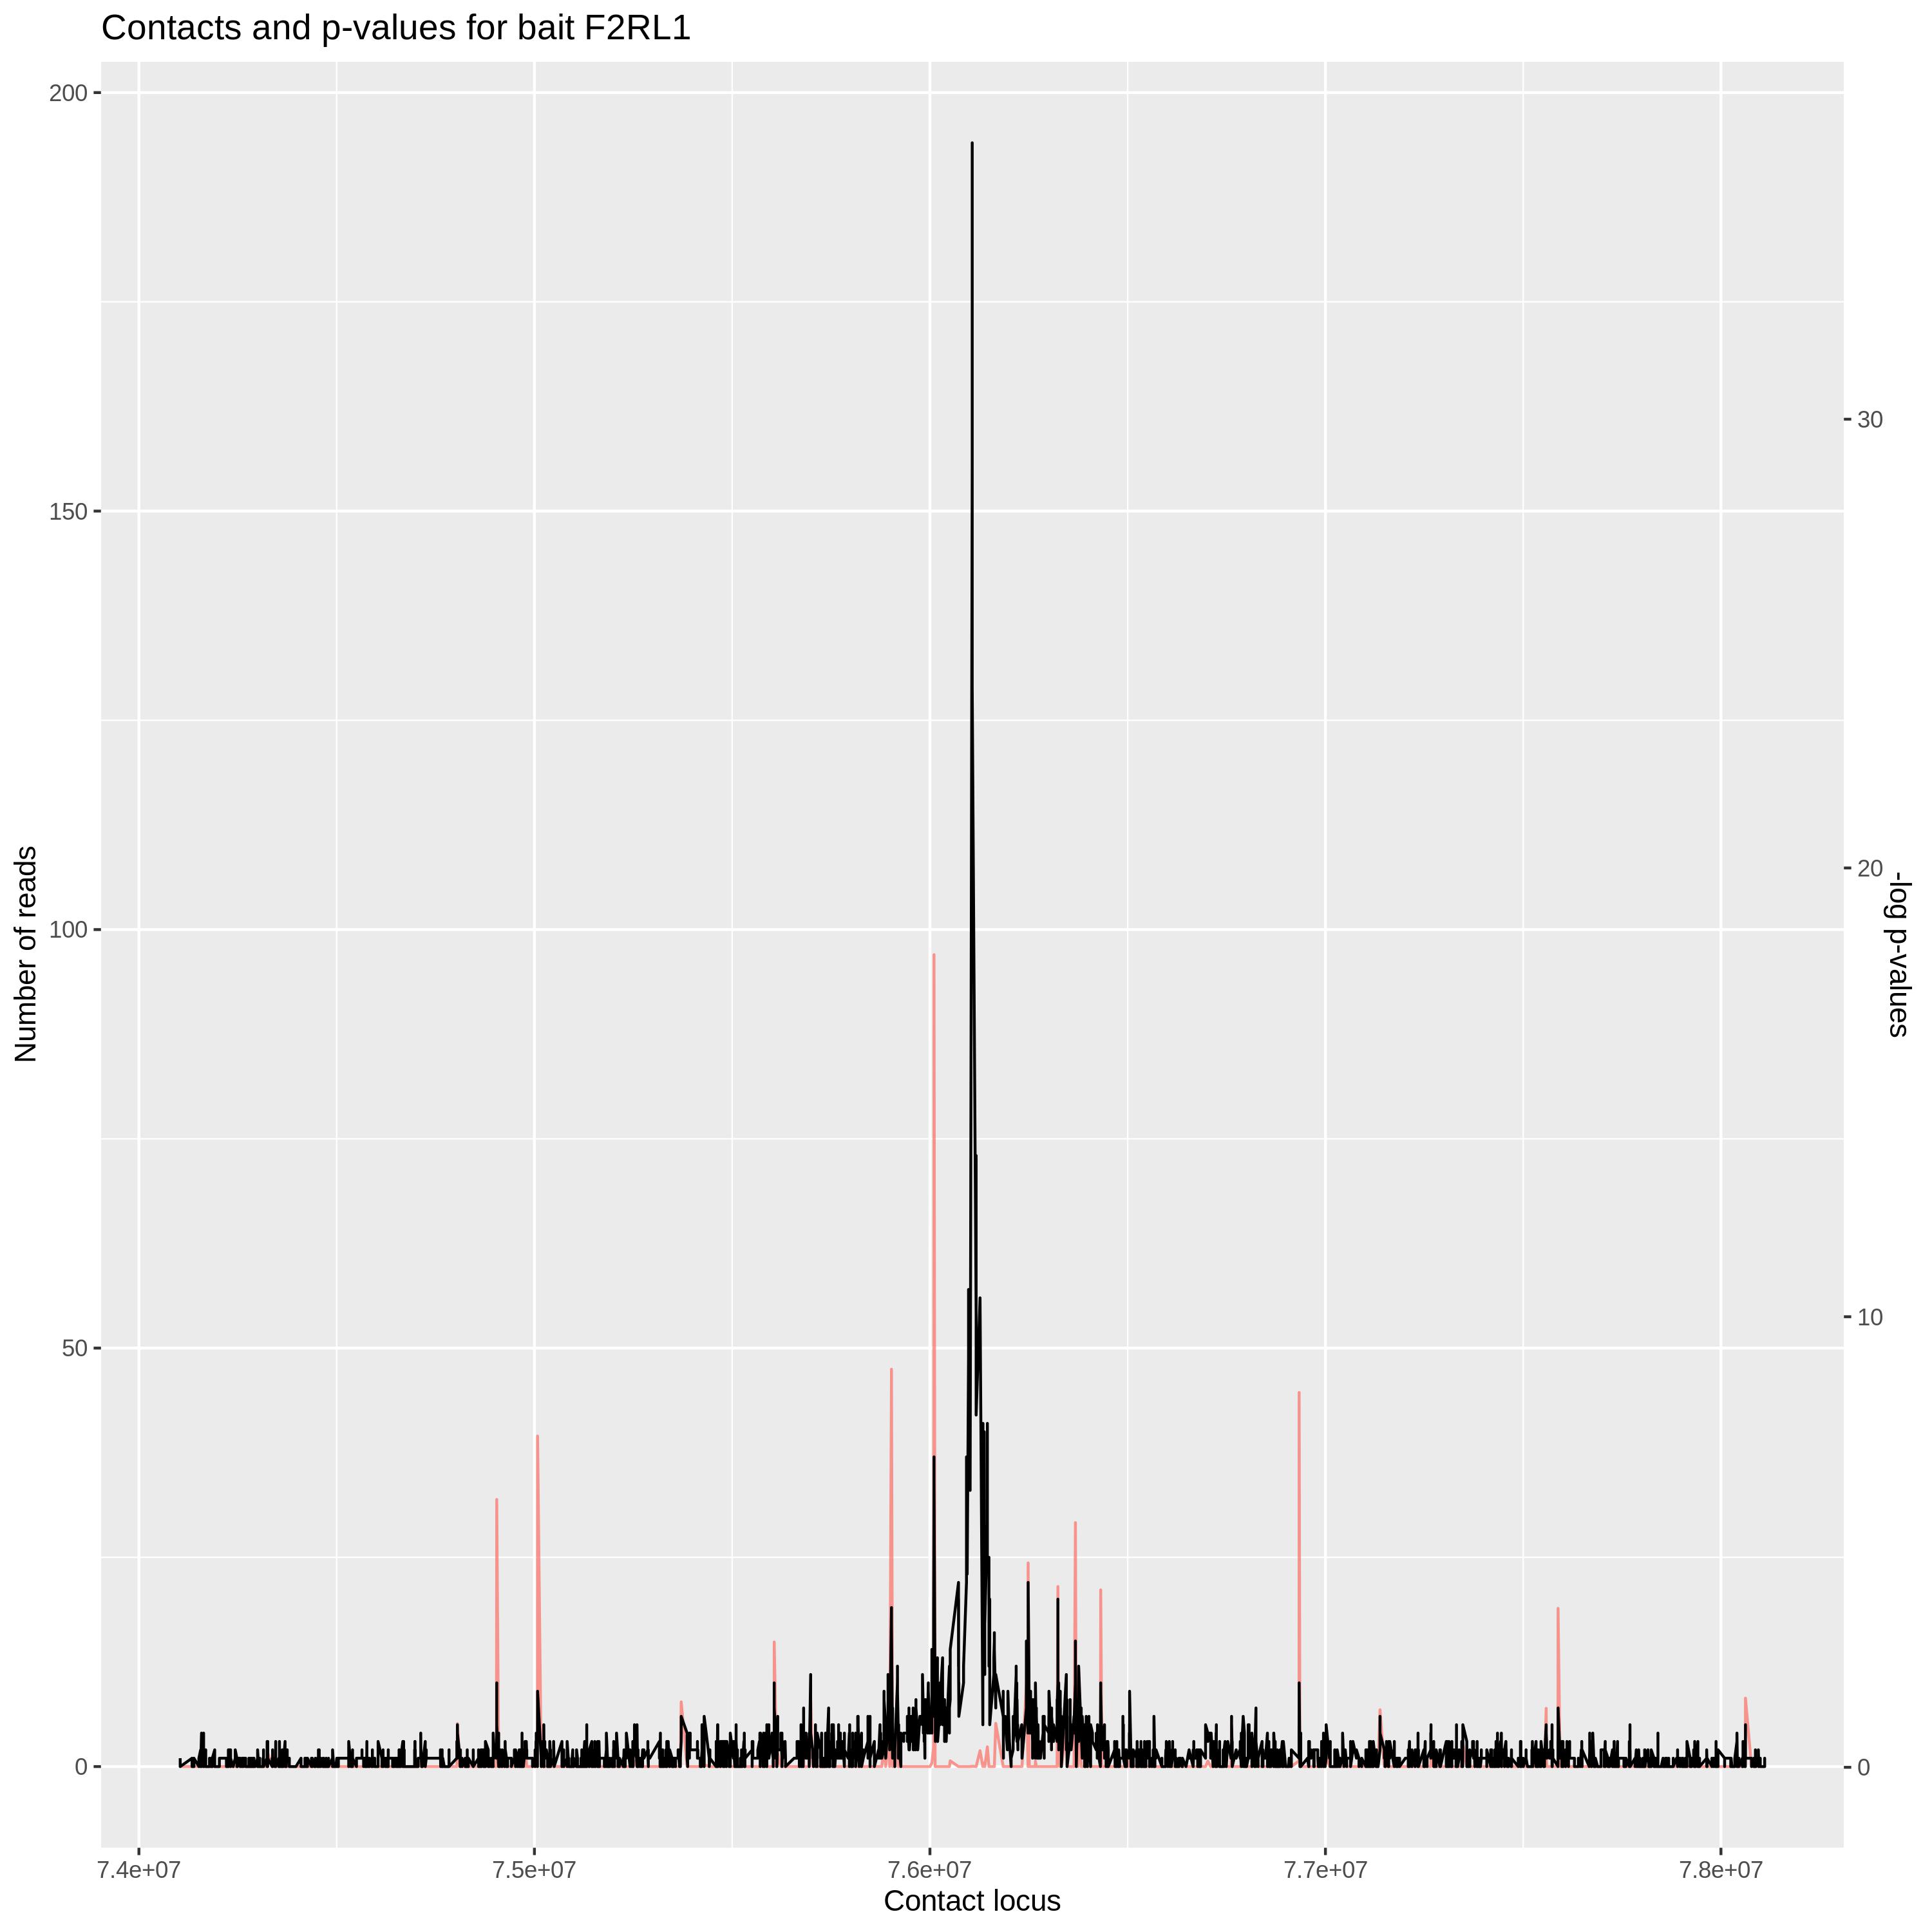 Contacts and p-values for bait F2RL1
200
150
100
50
0
Number of reads
30
20
10
0
-log p-values
7.4e+07
7.5e+07
7.6e+07
7.7e+07
7.8e+07
Contact locus